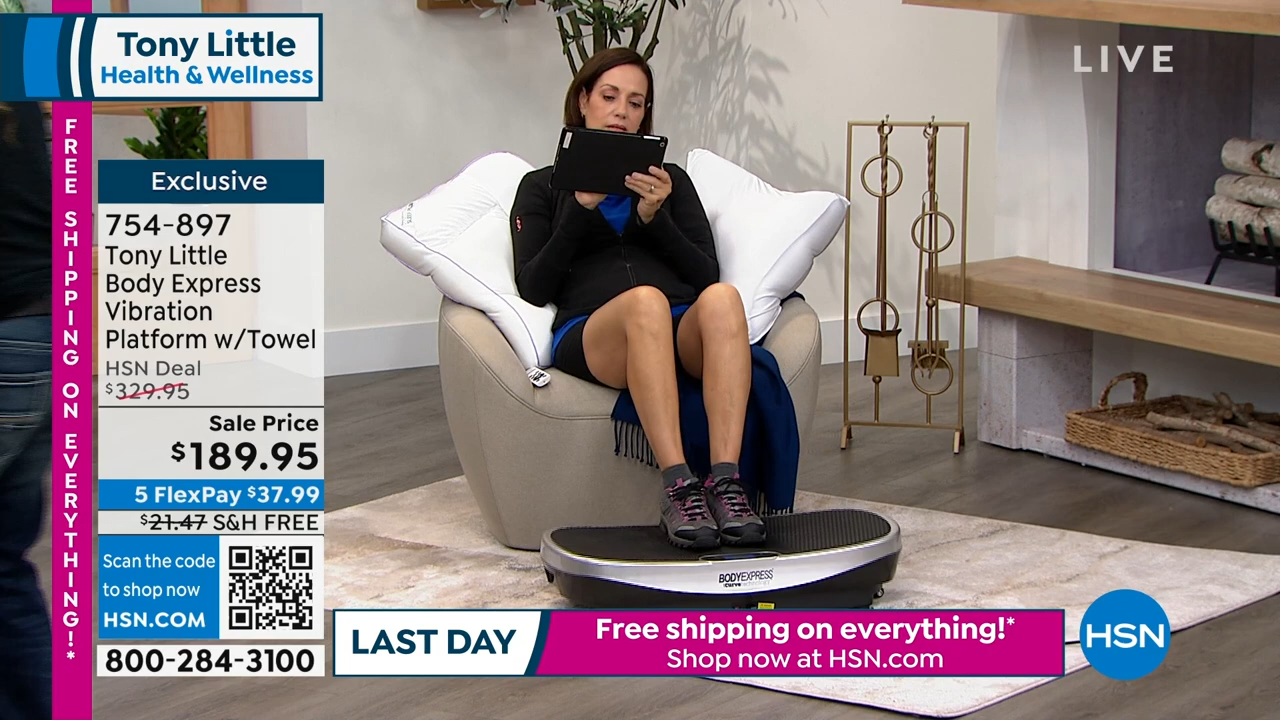 Tony Little
Health & Wellness
LIVE
FREE SHIPPING ON EVERYTHING!*
Exclusive
754-897
Tony Little
Body Express
Vibration
Platform w/Towel
HSN Deal
$329.95
Sale Price
$189.95
5 FlexPay $37.99
$21.47 S&H FREE
Scan the code
to shop now
HSN.COM
800-284-3100
BODYEXPRESS
LAST DAY
Free shipping on everything!*
Shop now at HSN.com
HSN